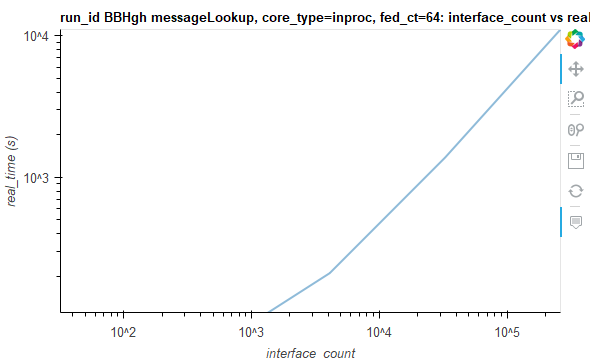 run_id BBHgh messageLookup, core_type=inproc, fed_ct=64: interface_count vs real
10^4
10^3
real_time (s)
10^2
10^3
10^4
10^5
interface_count